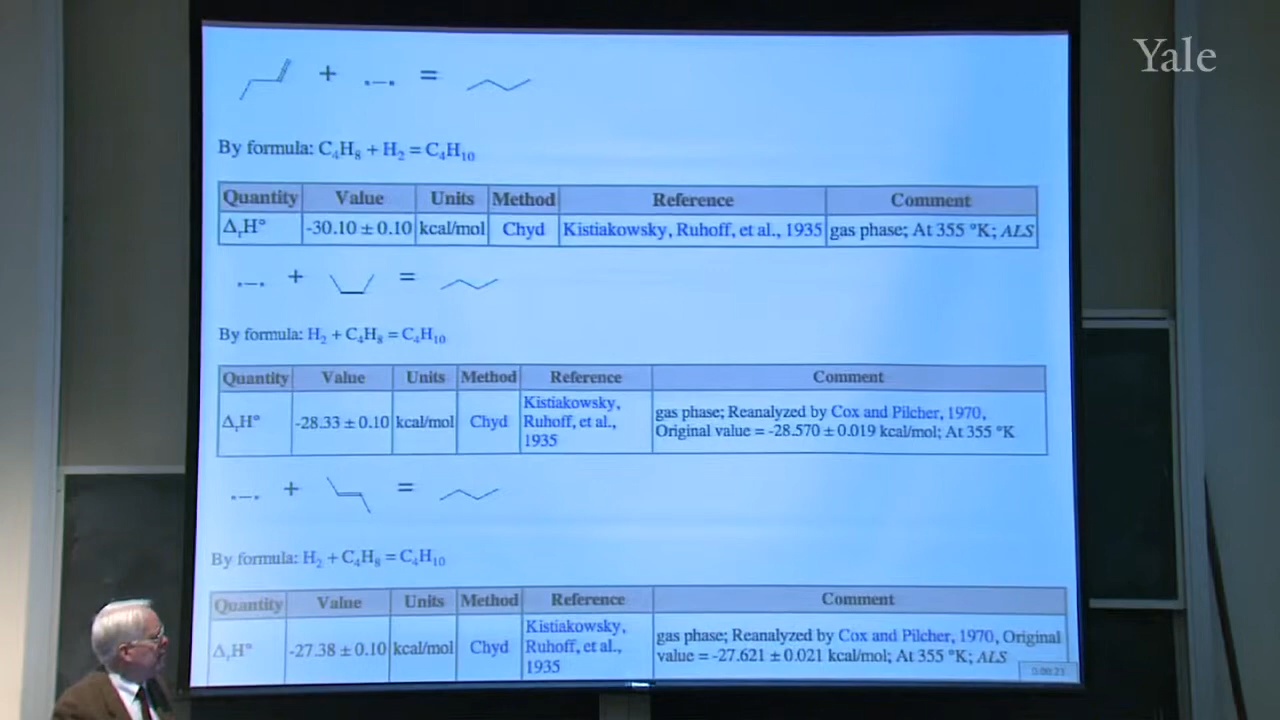 Yale
+ =
By formula: C₄H₈ + H₂ = C₄H₁₀
Quantity Value Units Method Reference Comment
ΔᵣH° -30.10 ± 0.10 kcal/mol Chyd Kistiakowsky, Ruhoff, et al., 1935 gas phase; At 355 °K; ALS
+ =
By formula: H₂ + C₄H₈ = C₄H₁₀
Quantity Value Units Method Reference Comment
ΔᵣH° -28.33 ± 0.10 kcal/mol Chyd
Kistiakowsky,
Ruhoff, et al.,
1935
gas phase; Reanalyzed by Cox and Pilcher, 1970,
Original value = -28.570 ± 0.019 kcal/mol; At 355 °K
+ =
By formula: H₂ + C₄H₈ = C₄H₁₀
Quantity Value Units Method Reference Comment
ΔᵣH° -27.38 ± 0.10 kcal/mol Chyd
Kistiakowsky,
Ruhoff, et al.,
1935
gas phase; Reanalyzed by Cox and Pilcher, 1970, Original
value = -27.621 ± 0.021 kcal/mol; At 355 °K; ALS